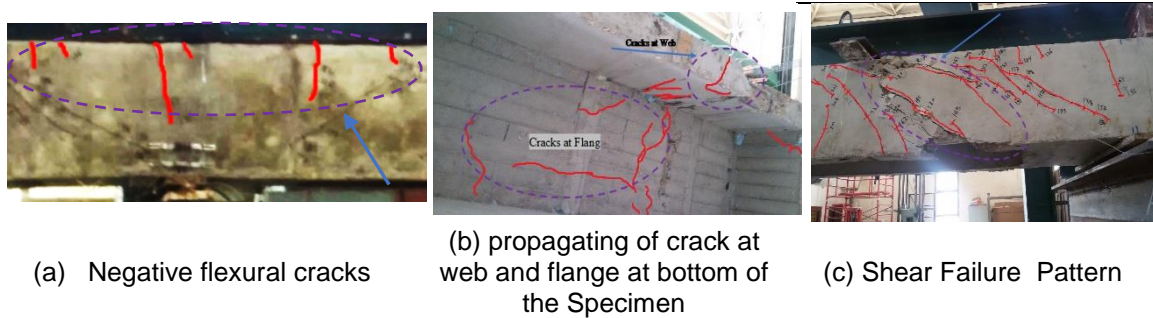 Cracks at Web
Cracks at Flang
(a) Negative flexural cracks
(b) propagating of crack at
web and flange at bottom of
the Specimen
(c) Shear Failure Pattern